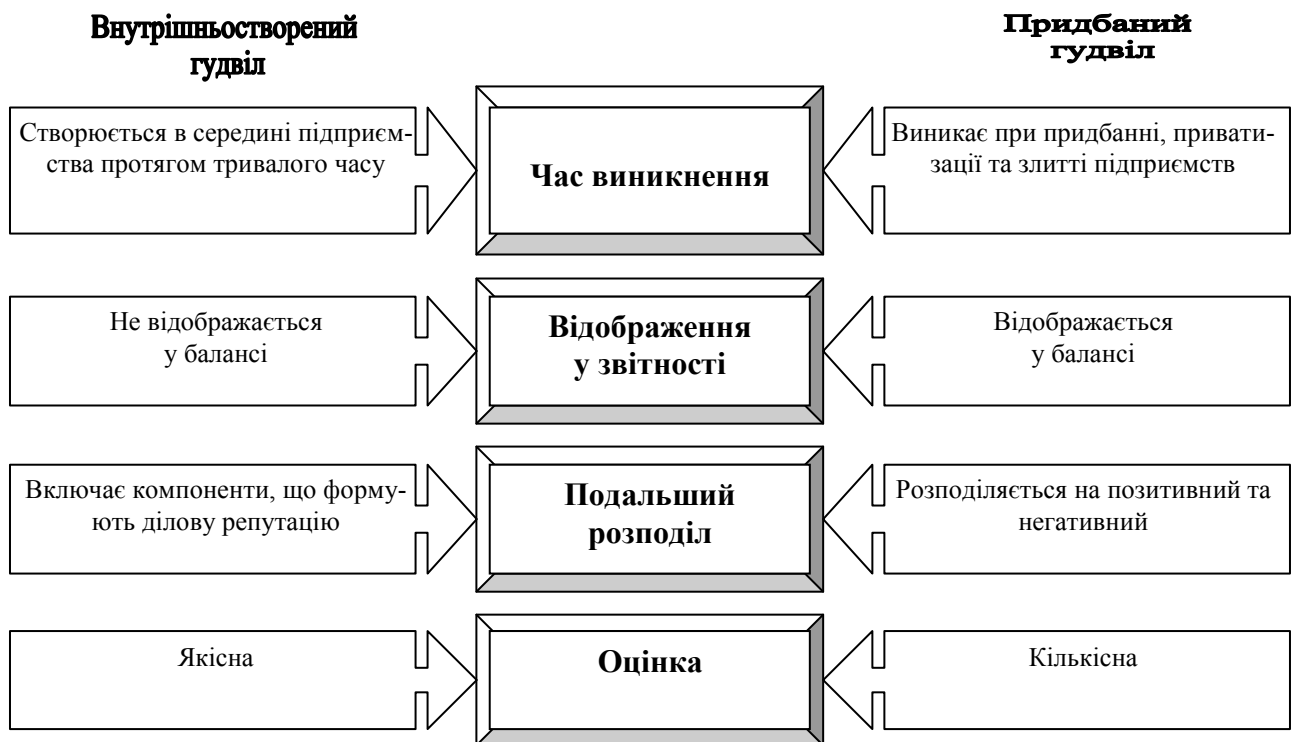 Внутрішньостворений
гудвіл
Придбаний
гудвіл
Створюється в середині підприєм-
ства протягом тривалого часу
Час виникнення
Виникає при придбанні, привати-
зації та злитті підприємств
Не відображається
у балансі
Відображення
у звітності
Відображається
у балансі
Включає компоненти, що форму-
ють ділову репутацію
Подальший
розподіл
Розподіляється на позитивний та
негативний
Якісна
Оцінка
Кількісна